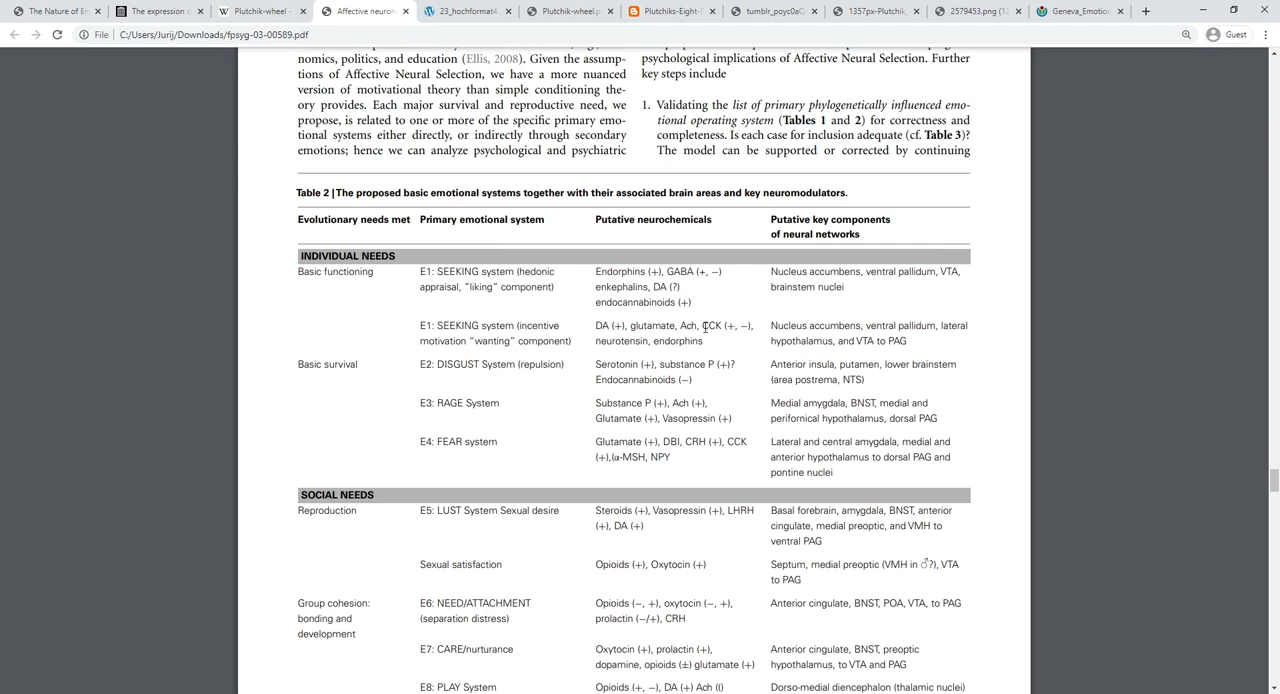 The Nature of Em
The expression o
Plutchik-wheel -
Affective neuron
23_hochformat4
Plutchik-wheel.p
Plutchiks-Eight-P
tumblr_poyc0aC
1357px-Plutchik
2579453.png (12
Geneva_Emotion
File
C:/Users/Jurij/Downloads/fpsyg-03-00589.pdf
Guest
nomics, politics, and education (Ellis, 2008). Given the assump-
tions of Affective Neural Selection, we have a more nuanced
version of motivational theory than simple conditioning the-
ory provides. Each major survival and reproductive need, we
propose, is related to one or more of the specific primary emo-
tional systems either directly, or indirectly through secondary
emotions; hence we can analyze psychological and psychiatric
psychological implications of Affective Neural Selection. Further
key steps include
1. Validating the list of primary phylogenetically influenced emo-
tional operating system (Tables 1 and 2) for correctness and
completeness. Is each case for inclusion adequate (cf. Table 3)?
The model can be supported or corrected by continuing
Table 2 | The proposed basic emotional systems together with their associated brain areas and key neuromodulators.
Evolutionary needs met Primary emotional system Putative neurochemicals Putative key components
of neural networks
INDIVIDUAL NEEDS
Basic functioning E1: SEEKING system (hedonic Endorphins (+), GABA (+, −) Nucleus accumbens, ventral pallidum, VTA,
appraisal, "liking" component) enkephalins, DA (?) brainstem nuclei
endocannabinoids (+)
E1: SEEKING system (incentive DA (+), glutamate, Ach, CCK (+, −), Nucleus accumbens, ventral pallidum, lateral
motivation "wanting" component) neurotensin, endorphins hypothalamus, and VTA to PAG
Basic survival E2: DISGUST System (repulsion) Serotonin (+), substance P (+)? Anterior insula, putamen, lower brainstem
Endocannabinoids (−) (area postrema, NTS)
E3: RAGE System Substance P (+), Ach (+), Medial amygdala, BNST, medial and
Glutamate (+), Vasopressin (+) perifornical hypothalamus, dorsal PAG
E4: FEAR system Glutamate (+), DBI, CRH (+), CCK Lateral and central amygdala, medial and
(+),(α-MSH, NPY anterior hypothalamus to dorsal PAG and
pontine nuclei
SOCIAL NEEDS
Reproduction E5: LUST System Sexual desire Steroids (+), Vasopressin (+), LHRH Basal forebrain, amygdala, BNST, anterior
(+), DA (+) cingulate, medial preoptic, and VMH to
ventral PAG
Sexual satisfaction Opioids (+), Oxytocin (+) Septum, medial preoptic (VMH in ♂?), VTA
to PAG
Group cohesion: E6: NEED/ATTACHMENT Opioids (−, +), oxytocin (−, +), Anterior cingulate, BNST, POA, VTA, to PAG
bonding and (separation distress) prolactin (−/+), CRH
development
E7: CARE/nurturance Oxytocin (+), prolactin (+), Anterior cingulate, BNST, preoptic
dopamine, opioids (±) glutamate (+) hypothalamus, to VTA and PAG
E8: PLAY System Opioids (+, −), DA (+) Ach (() Dorso-medial diencephalon (thalamic nuclei)